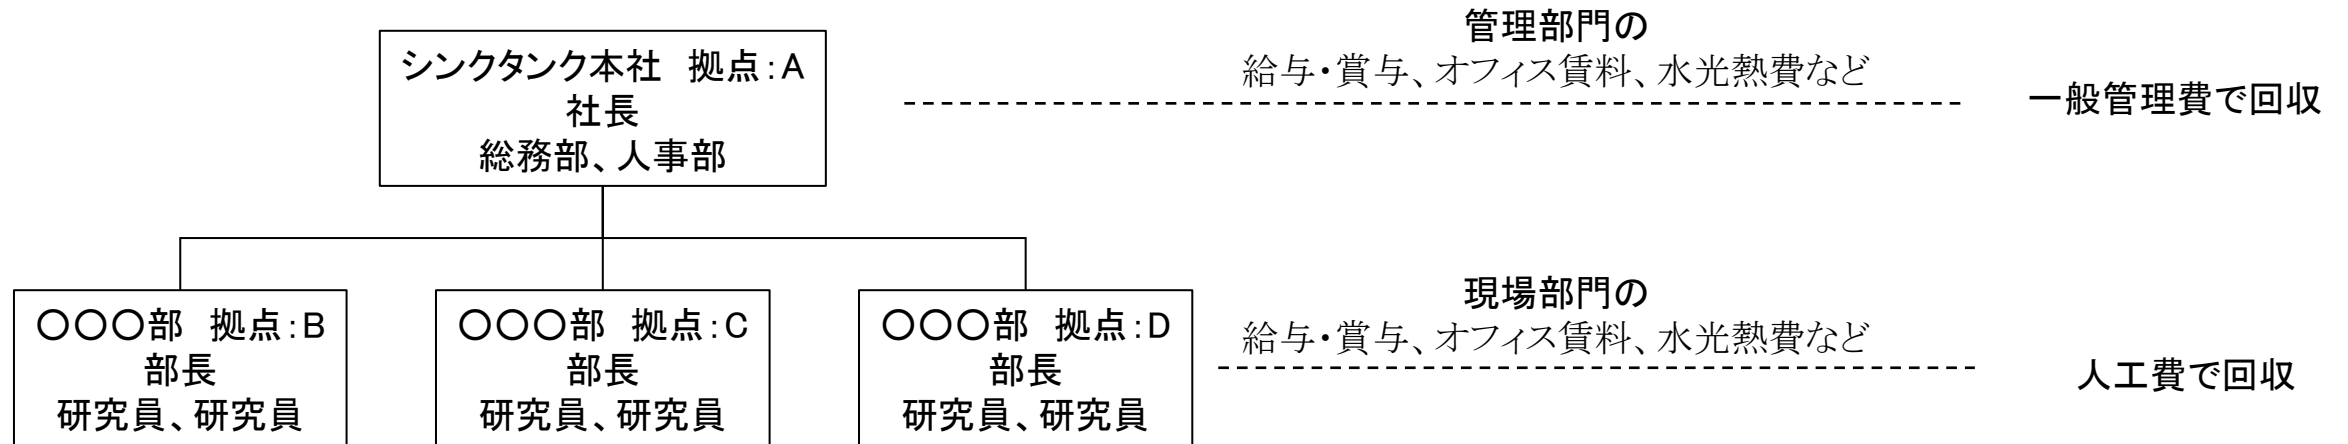 シンクタンク本社　拠点：A
社長
総務部、人事部
管理部門の
給与・賞与、オフィス賃料、水光熱費など
一般管理費で回収
〇〇〇部　拠点：B
部長
研究員、研究員
〇〇〇部　拠点：C
部長
研究員、研究員
〇〇〇部　拠点：D
部長
研究員、研究員
現場部門の
給与・賞与、オフィス賃料、水光熱費など
人工費で回収